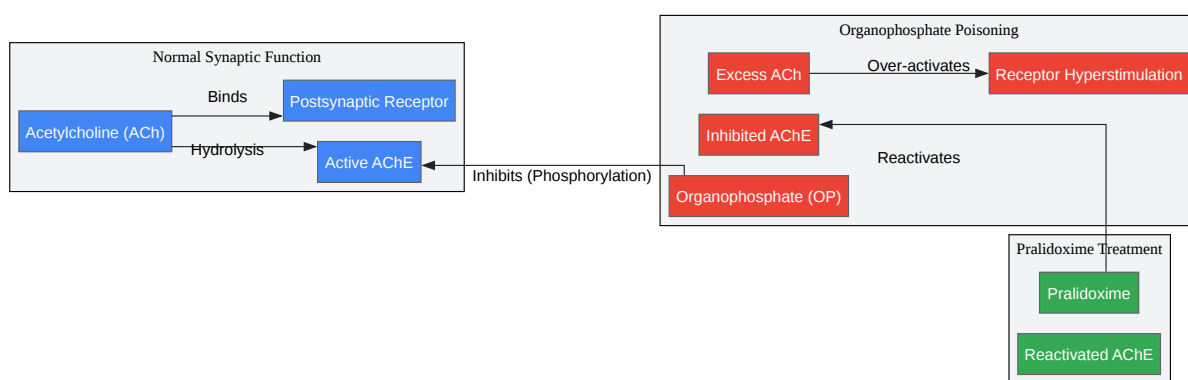 Normal Synaptic Function
Acetylcholine (ACh)
Binds
Postsynaptic Receptor
Hydrolysis
Active AChE
Inhibits (Phosphorylation)
Organophosphate Poisoning
Excess ACh
Over-activates
Receptor Hyperstimulation
Inhibited AChE
Reactivates
Organophosphate (OP)
Pralidoxime Treatment
Pralidoxime
Reactivated AChE